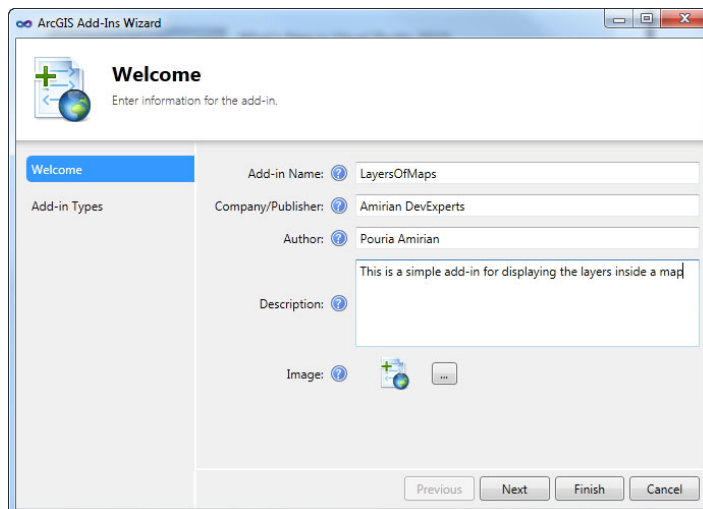 ArcGIS Add-Ins Wizard
Welcome
Enter information for the add-in.
Welcome
Add-in Types
Add-in Name: LayersOfMaps
Company/Publisher: Amirian DevExperts
Author: Pouria Amirian
Description: This is a simple add-in for displaying the layers inside a map
Image: ...
Previous Next Finish Cancel